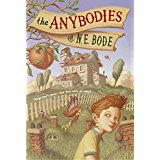 the ANYBODIES
by N.E. BODE